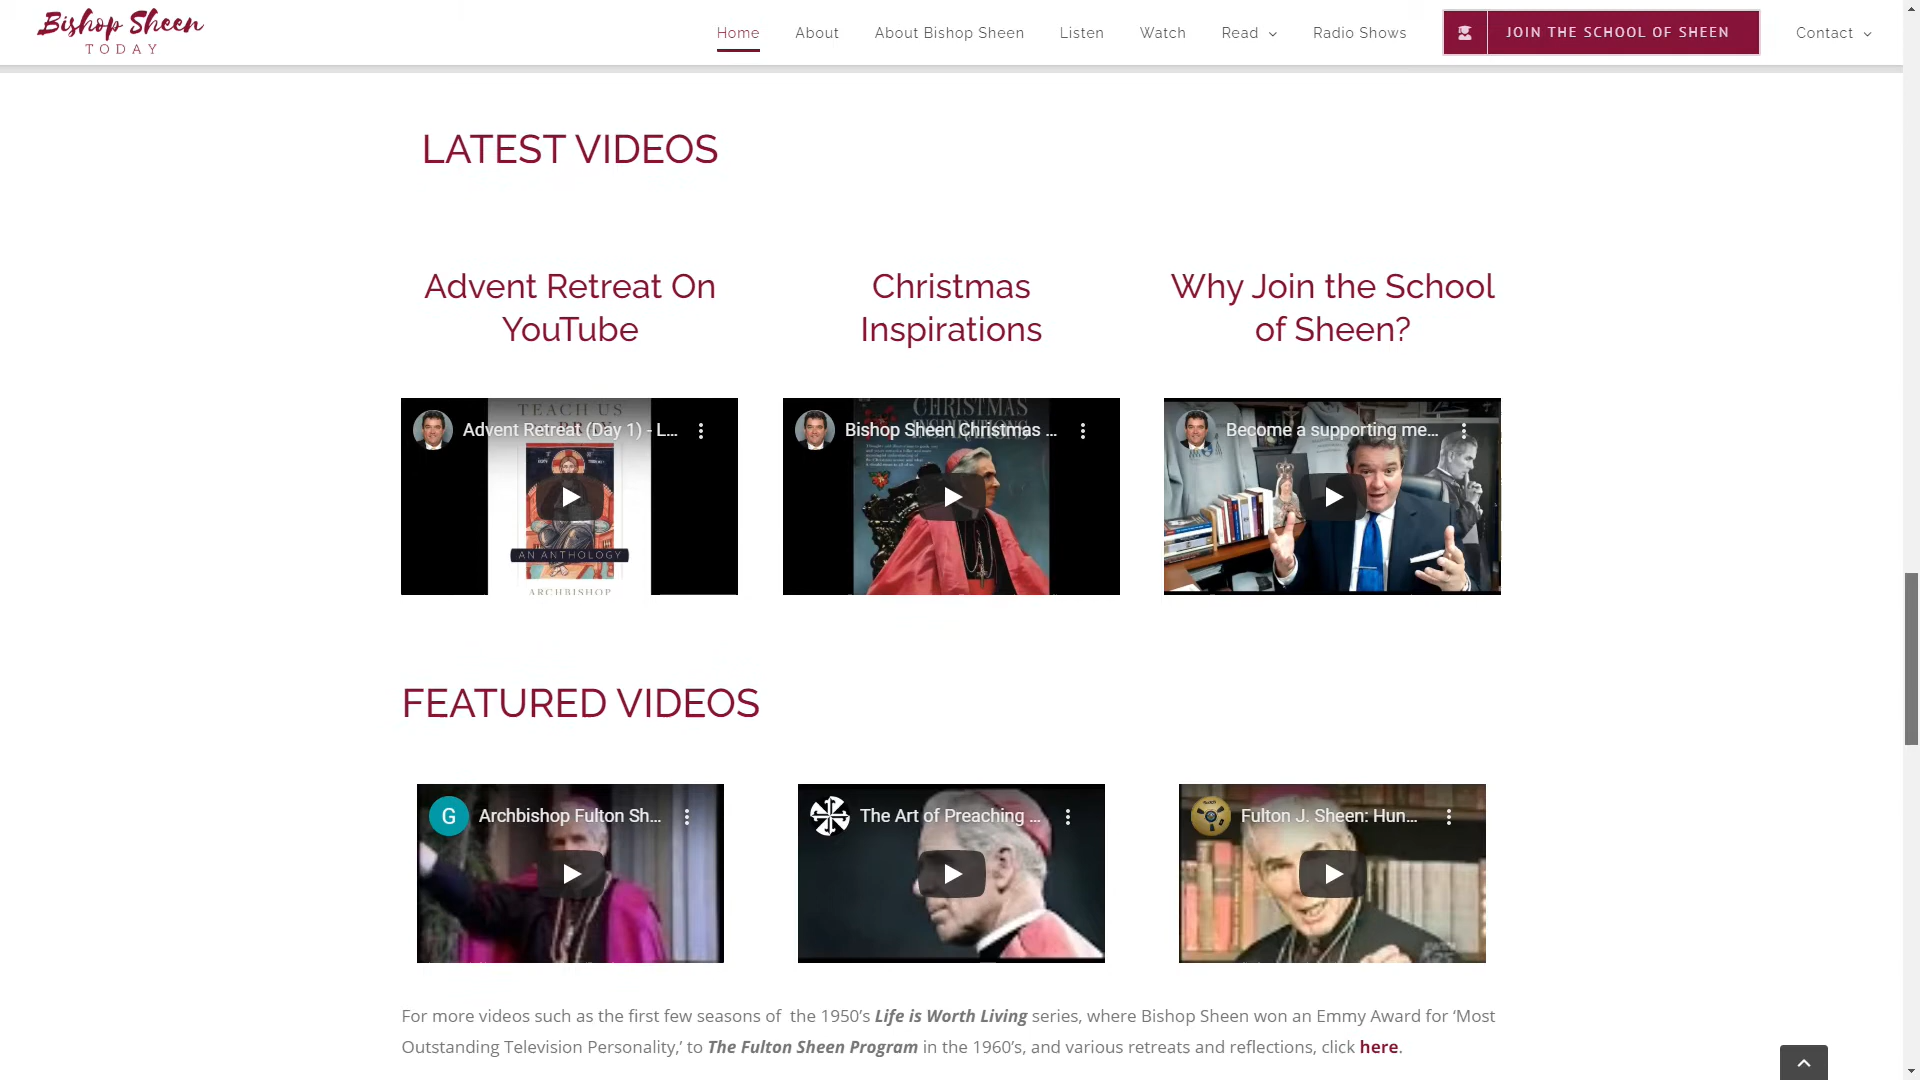 Bishop Sheen
TODAY
Home About About Bishop Sheen Listen Watch Read Radio Shows JOIN THE SCHOOL OF SHEEN Contact
LATEST VIDEOS
Advent Retreat On
YouTube
Christmas
Inspirations
Why Join the School
of Sheen?
TEACH US
Advent Retreat (Day 1) - L...
AN ANTHOLOGY
ARCHBISHOP
CHRISTMAS
INSPIRATIONS
Bishop Sheen Christmas ...
Become a supporting me...
FEATURED VIDEOS
G Archbishop Fulton Sh...
The Art of Preaching ...
Fulton J. Sheen: Hun...
For more videos such as the first few seasons of the 1950’s Life is Worth Living series, where Bishop Sheen won an Emmy Award for ‘Most
Outstanding Television Personality,’ to The Fulton Sheen Program in the 1960’s, and various retreats and reflections, click here.